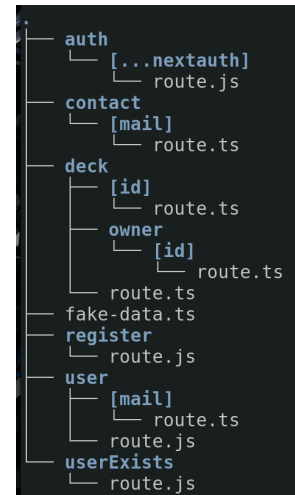 .
├── auth
│   └── [...nextauth]
│       └── route.js
├── contact
│   └── [mail]
│       └── route.ts
├── deck
│   ├── [id]
│   │   └── route.ts
│   ├── owner
│   │   └── [id]
│   │       └── route.ts
│   └── route.ts
├── fake-data.ts
├── register
│   └── route.js
├── user
│   ├── [mail]
│   │   └── route.ts
│   └── route.js
└── userExists
    └── route.js